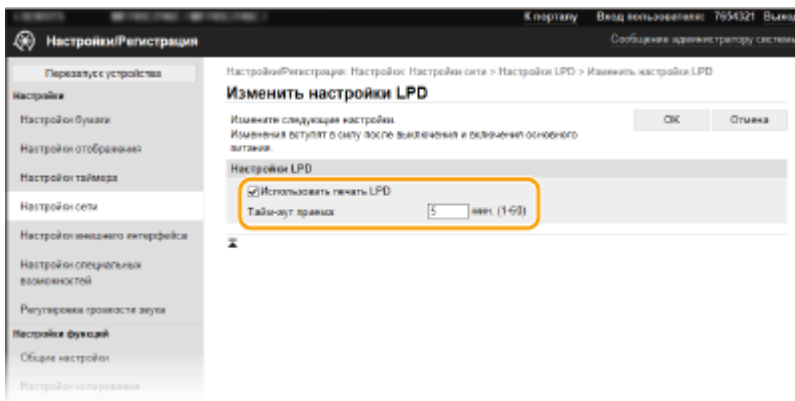 К порталу Вход пользователя: 7654321 Выход
Настройки/Регистрация
Сообщение администратору системы
Перезапуск устройства
Настройки
Настройки бумаги
Настройки отображения
Настройки таймера
Настройки сети
Настройки внешнего интерфейса
Настройки специальных
возможностей
Регулировка громкости звука
Настройки функций
Общие настройки
Настройки копирования
Настройки/Регистрация: Настройки: Настройки сети > Настройки LPD > Изменить настройки LPD
Изменить настройки LPD
Измените следующие настройки.
Изменения вступят в силу после выключения и включения основного
питания.
OK Отмена
Настройки LPD
Использовать печать LPD
Тайм-аут приема: 5 мин. (1-60)